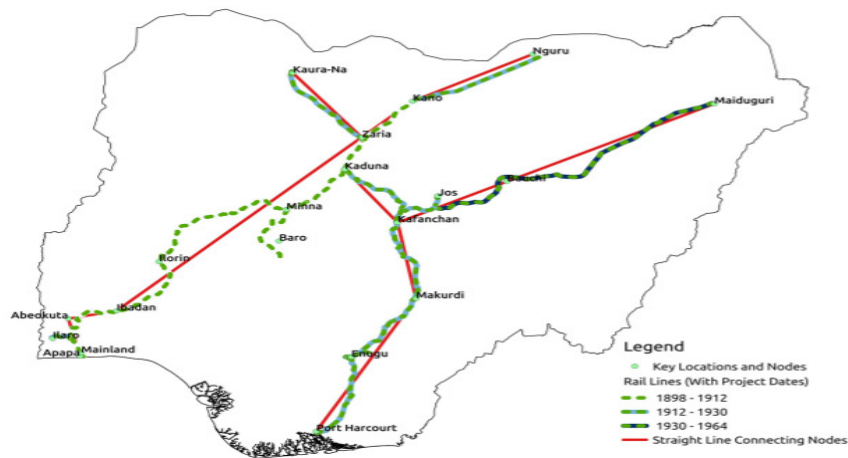 Nguru
Kaura-Na
Kano
Maiduguri
Zaria
Kaduna
Bauchi
Jos
Minna
Kafanchan
Baro
Ilorin
Makurdi
Ibadan
Abeokuta
Ilaro
Apapa Mainland
Enugu
Port Harcourt
Legend
Key Locations and Nodes
Rail Lines (With Project Dates)
1898 - 1912
1912 - 1930
1930 - 1964
Straight Line Connecting Nodes